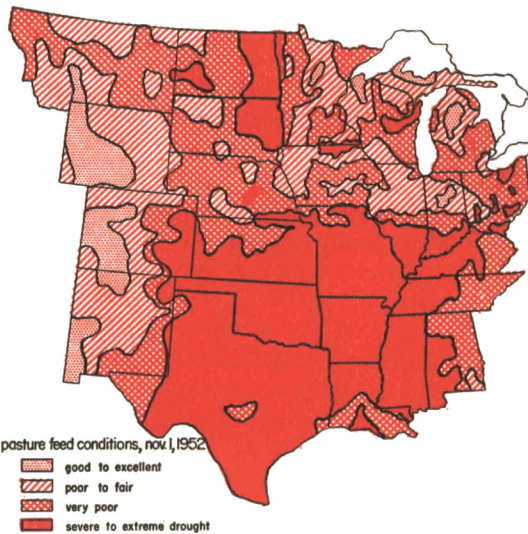 pasture feed conditions, nov. 1, 1952
good to excellent
poor to fair
very poor
severe to extreme drought